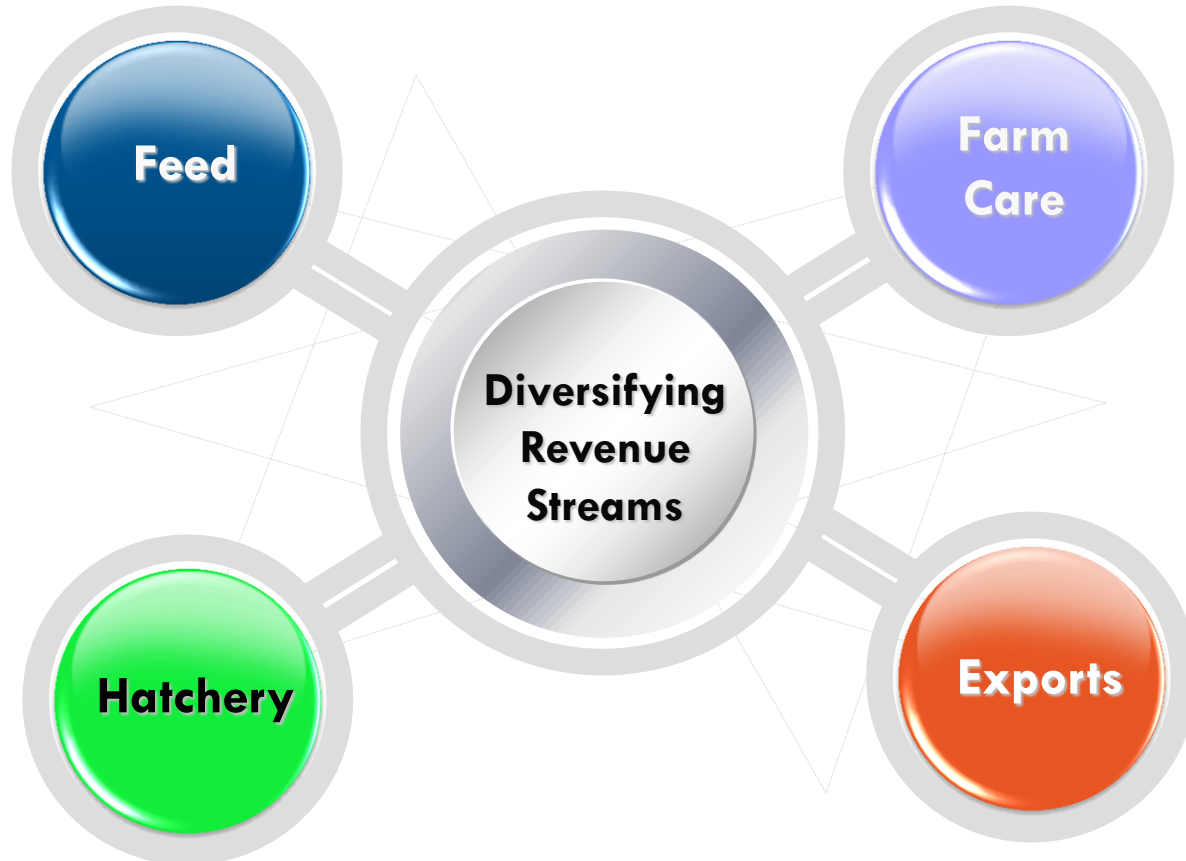 Feed
Farm
Care
Diversifying
Revenue
Streams
Hatchery
Exports